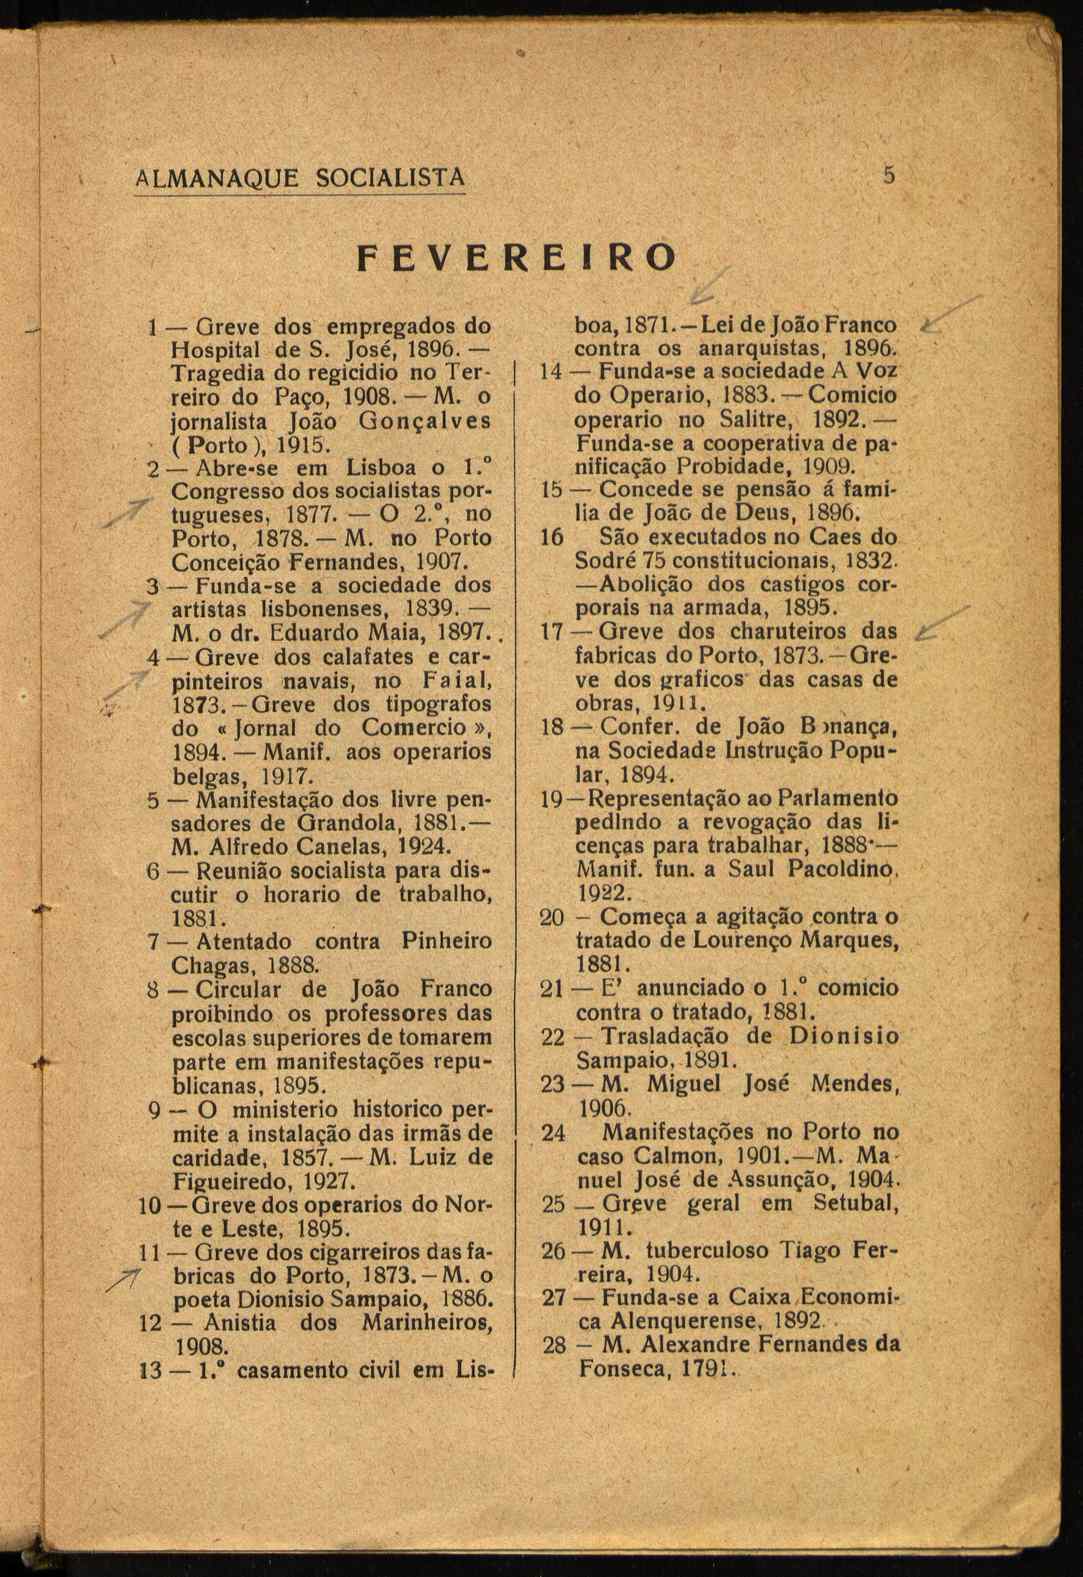 ALMANAQUE SOCIALISTA
5
FEVEREIRO
1 — Greve dos empregados do
Hospital de S. José, 1896. —
Tragedia do regicidio no Ter-
reiro do Paço, 1908. — M. o
jornalista João Gonçalves
( Porto ), 1915.
2 — Abre-se em Lisboa o 1.º
Congresso dos socialistas por-
tugueses, 1877. — O 2.º, no
Porto, 1878. — M. no Porto
Conceição Fernandes, 1907.
3 — Funda-se a sociedade dos
artistas lisbonenses, 1839. —
M. o dr. Eduardo Maia, 1897. .
4 — Greve dos calafates e car-
pinteiros navais, no Faial,
1873. — Greve dos tipografos
do « Jornal do Comercio »,
1894. — Manif. aos operarios
belgas, 1917.
5 — Manifestação dos livre pen-
sadores de Grandola, 1881.—
M. Alfredo Canelas, 1924.
6 — Reunião socialista para dis-
cutir o horario de trabalho,
1881.
7 — Atentado contra Pinheiro
Chagas, 1888.
8 — Circular de João Franco
proibindo os professores das
escolas superiores de tomarem
parte em manifestações repu-
blicanas, 1895.
9 — O ministerio historico per-
mite a instalação das irmãs de
caridade, 1857. — M. Luiz de
Figueiredo, 1927.
10 — Greve dos operarios do Nor-
te e Leste, 1895.
11 — Greve dos cigarreiros das fa-
bricas do Porto, 1873. — M. o
poeta Dionisio Sampaio, 1886.
12 — Anistia dos Marinheiros,
1908.
13 — 1.º casamento civil em Lis-
boa, 1871. — Lei de João Franco
contra os anarquistas, 1896.
14 — Funda-se a sociedade A Voz
do Operario, 1883. — Comicio
operario no Salitre, 1892. —
Funda-se a cooperativa de pa-
nificação Probidade, 1909.
15 — Concede se pensão á fami-
lia de João de Deus, 1896.
16 São executados no Caes do
Sodré 75 constitucionais, 1832.
—Abolição dos castigos cor-
porais na armada, 1895.
17 — Greve dos charuteiros das
fabricas do Porto, 1873. — Gre-
ve dos graficos das casas de
obras, 1911.
18 — Confer. de João Bonança,
na Sociedade Instrução Popu-
lar, 1894.
19 — Representação ao Parlamento
pedindo a revogação das li-
cenças para trabalhar, 1888·—
Manif. fun. a Saul Pacoldino,
1922.
20 — Começa a agitação contra o
tratado de Lourenço Marques,
1881.
21 — E' anunciado o 1.º comicio
contra o tratado, 1881.
22 — Trasladação de Dionisio
Sampaio, 1891.
23 — M. Miguel José Mendes,
1906.
24 Manifestações no Porto no
caso Calmon, 1901.—M. Ma-
nuel José de Assunção, 1904.
25 — Greve geral em Setubal,
1911.
26 — M. tuberculoso Tiago Fer-
reira, 1904.
27 — Funda-se a Caixa Economi-
ca Alenquerense, 1892.
28 — M. Alexandre Fernandes da
Fonseca, 1791.